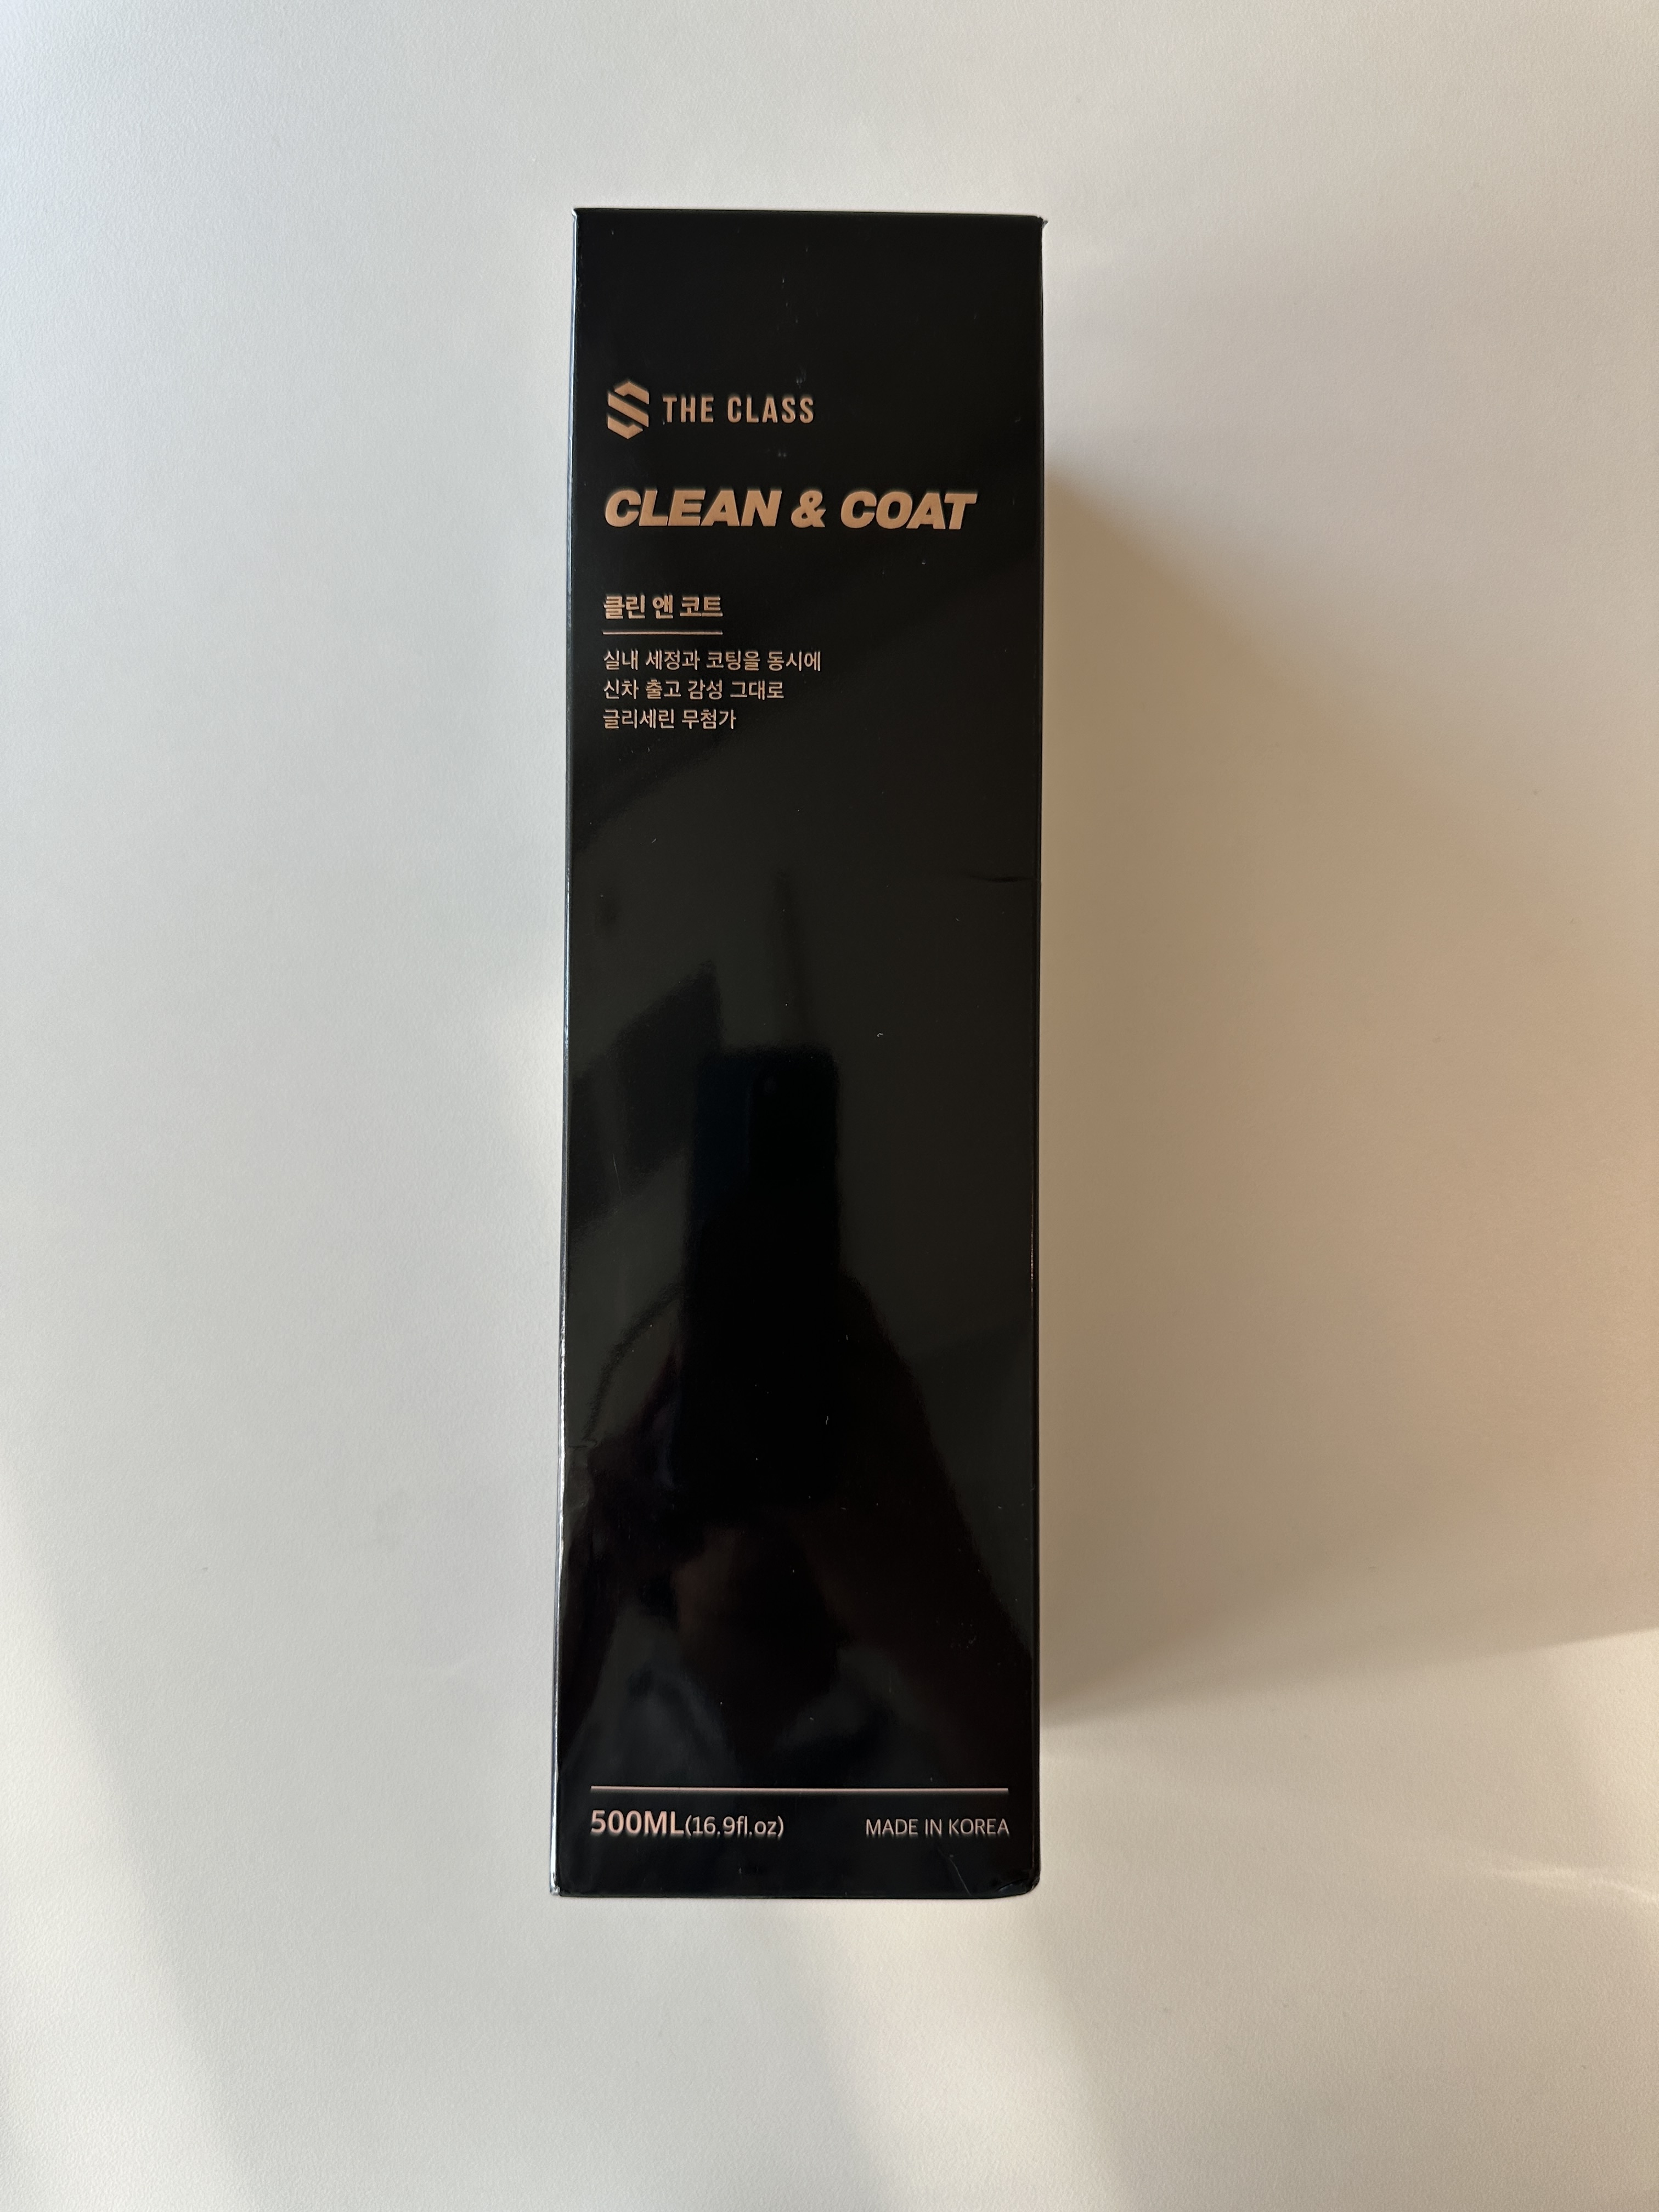 THE CLASS
CLEAN & COAT
클린 앤 코트
실내 세정과 코팅을 동시에
신차 출고 감성 그대로
글리세린 무첨가
500ML(16.9fl.oz) MADE IN KOREA